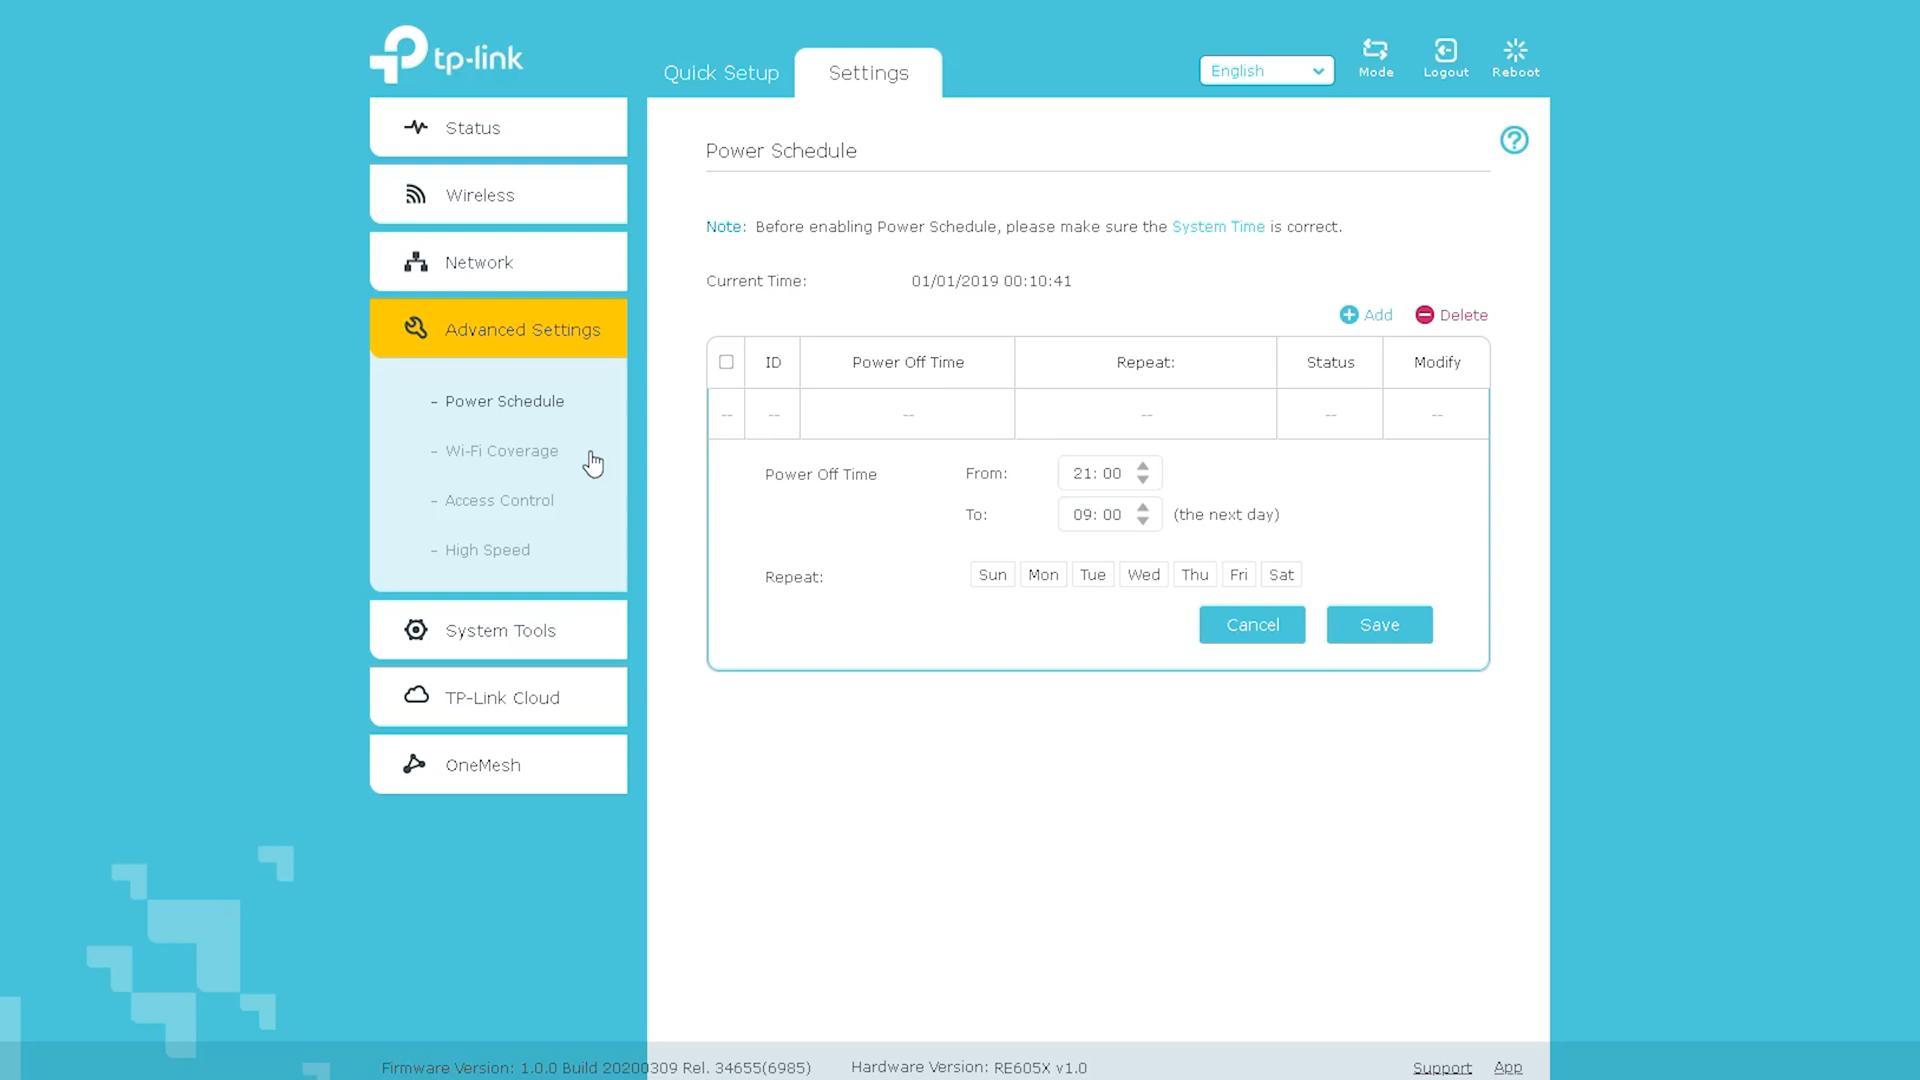 tp-link
Quick Setup
Settings
English
Mode
Logout
Reboot
Status
Wireless
Network
Advanced Settings
- Power Schedule
- Wi-Fi Coverage
- Access Control
- High Speed
System Tools
TP-Link Cloud
OneMesh
Power Schedule
?
Note: Before enabling Power Schedule, please make sure the System Time is correct.
Current Time: 01/01/2019 00:10:41
Add Delete
ID Power Off Time Repeat: Status Modify
-- -- -- -- -- --
Power Off Time From: 21: 00
To: 09: 00 (the next day)
Repeat: Sun Mon Tue Wed Thu Fri Sat
Cancel Save
Firmware Version: 1.0.0 Build 20200309 Rel. 34655(6985) Hardware Version: RE605X v1.0 Support App